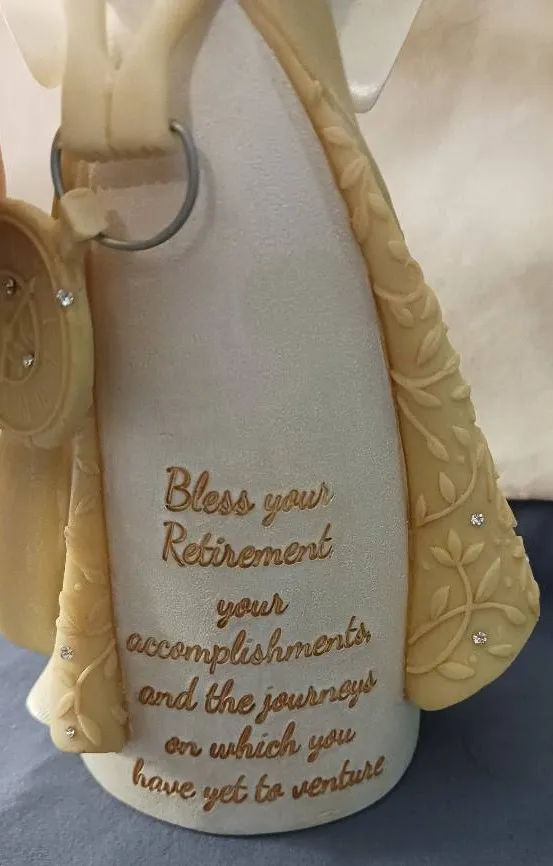 Bless your
Retirement
your
accomplishments,
and the journeys
on which you
have yet to venture